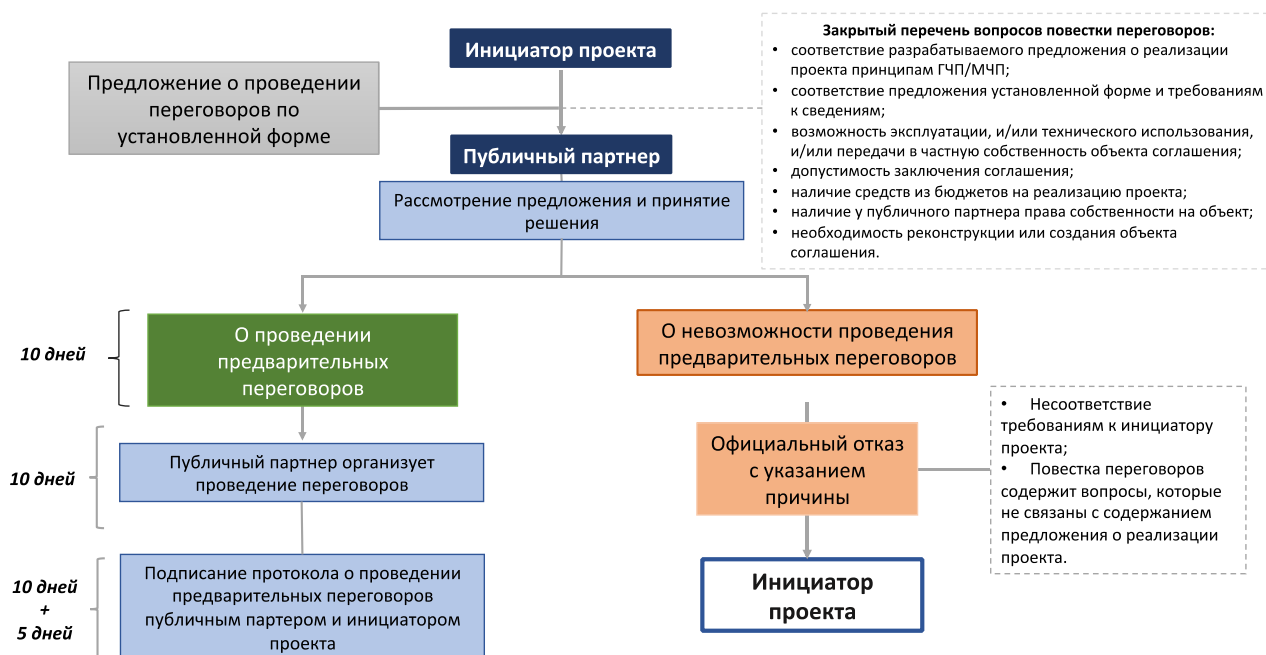 Инициатор проекта
Предложение о проведении
переговоров по
установленной форме
Закрытый перечень вопросов повестки переговоров:
• соответствие разрабатываемого предложения о реализации
проекта принципам ГЧП/МЧП;
• соответствие предложения установленной форме и требованиям
к сведениям;
• возможность эксплуатации, и/или технического использования,
и/или передачи в частную собственность объекта соглашения;
• допустимость заключения соглашения;
• наличие средств из бюджетов на реализацию проекта;
• наличие у публичного партнера права собственности на объект;
• необходимость реконструкции или создания объекта
соглашения.
Публичный партнер
Рассмотрение предложения и принятие
решения
10 дней
О проведении
предварительных
переговоров
О невозможности проведения
предварительных переговоров
10 дней
Публичный партнер организует
проведение переговоров
Официальный отказ
с указанием
причины
• Несоответствие
требованиям к инициатору
проекта;
• Повестка переговоров
содержит вопросы, которые
не связаны с содержанием
предложения о реализации
проекта.
10 дней
+
5 дней
Подписание протокола о проведении
предварительных переговоров
публичным партером и инициатором
проекта
Инициатор
проекта